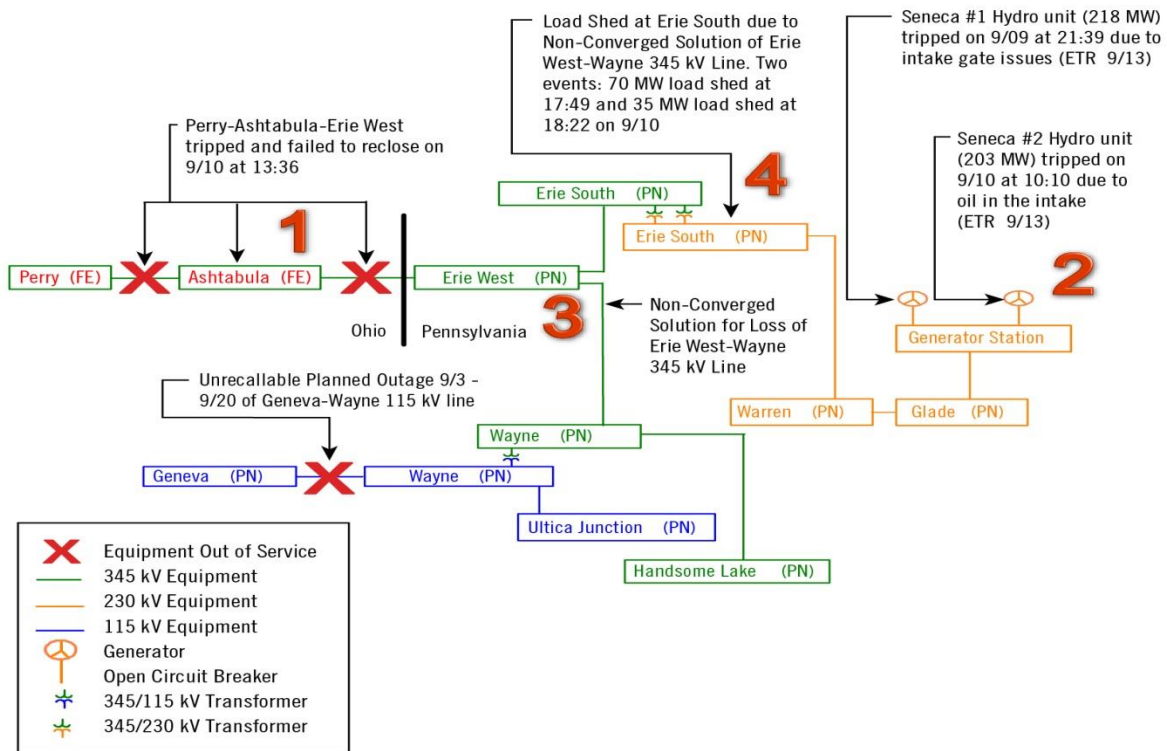 Load Shed at Erie South due to
Non-Converged Solution of Erie
West-Wayne 345 kV Line. Two
events: 70 MW load shed at
17:49 and 35 MW load shed at
18:22 on 9/10
Seneca #1 Hydro unit (218 MW)
tripped on 9/09 at 21:39 due to
intake gate issues (ETR 9/13)
Perry-Ashtabula-Erie West
tripped and failed to reclose on
9/10 at 13:36
Seneca #2 Hydro unit
(203 MW) tripped on
9/10 at 10:10 due to
oil in the intake
(ETR 9/13)
4
Erie South (PN)
Erie South (PN)
1
2
Perry (FE)
Ashtabula (FE)
Erie West (PN)
3
Ohio
Pennsylvania
Non-Converged
Solution for Loss of
Erie West-Wayne
345 kV Line
Generator Station
Unrecallable Planned Outage 9/3 -
9/20 of Geneva-Wayne 115 kV line
Warren (PN)
Glade (PN)
Wayne (PN)
Geneva (PN)
Wayne (PN)
Ultica Junction (PN)
Handsome Lake (PN)
Equipment Out of Service
345 kV Equipment
230 kV Equipment
115 kV Equipment
Generator
Open Circuit Breaker
345/115 kV Transformer
345/230 kV Transformer